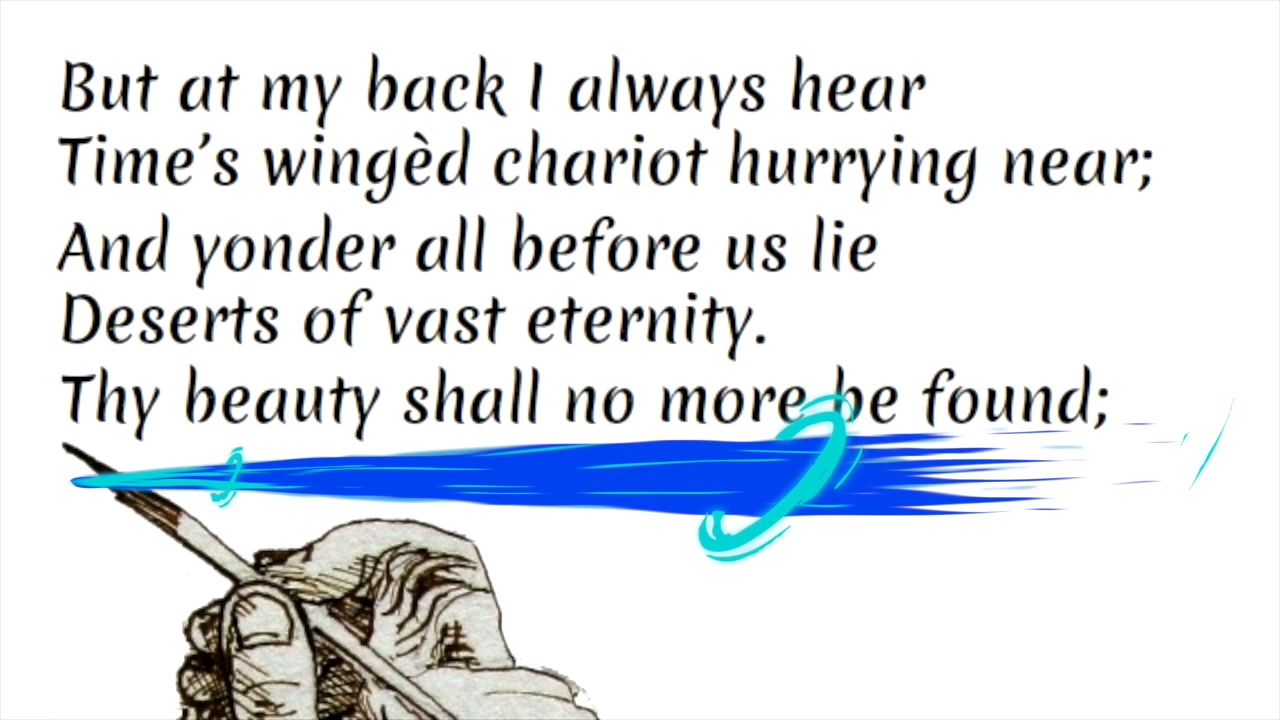 But at my back I always hear
Time’s wingèd chariot hurrying near;
And yonder all before us lie
Deserts of vast eternity.
Thy beauty shall no more be found;